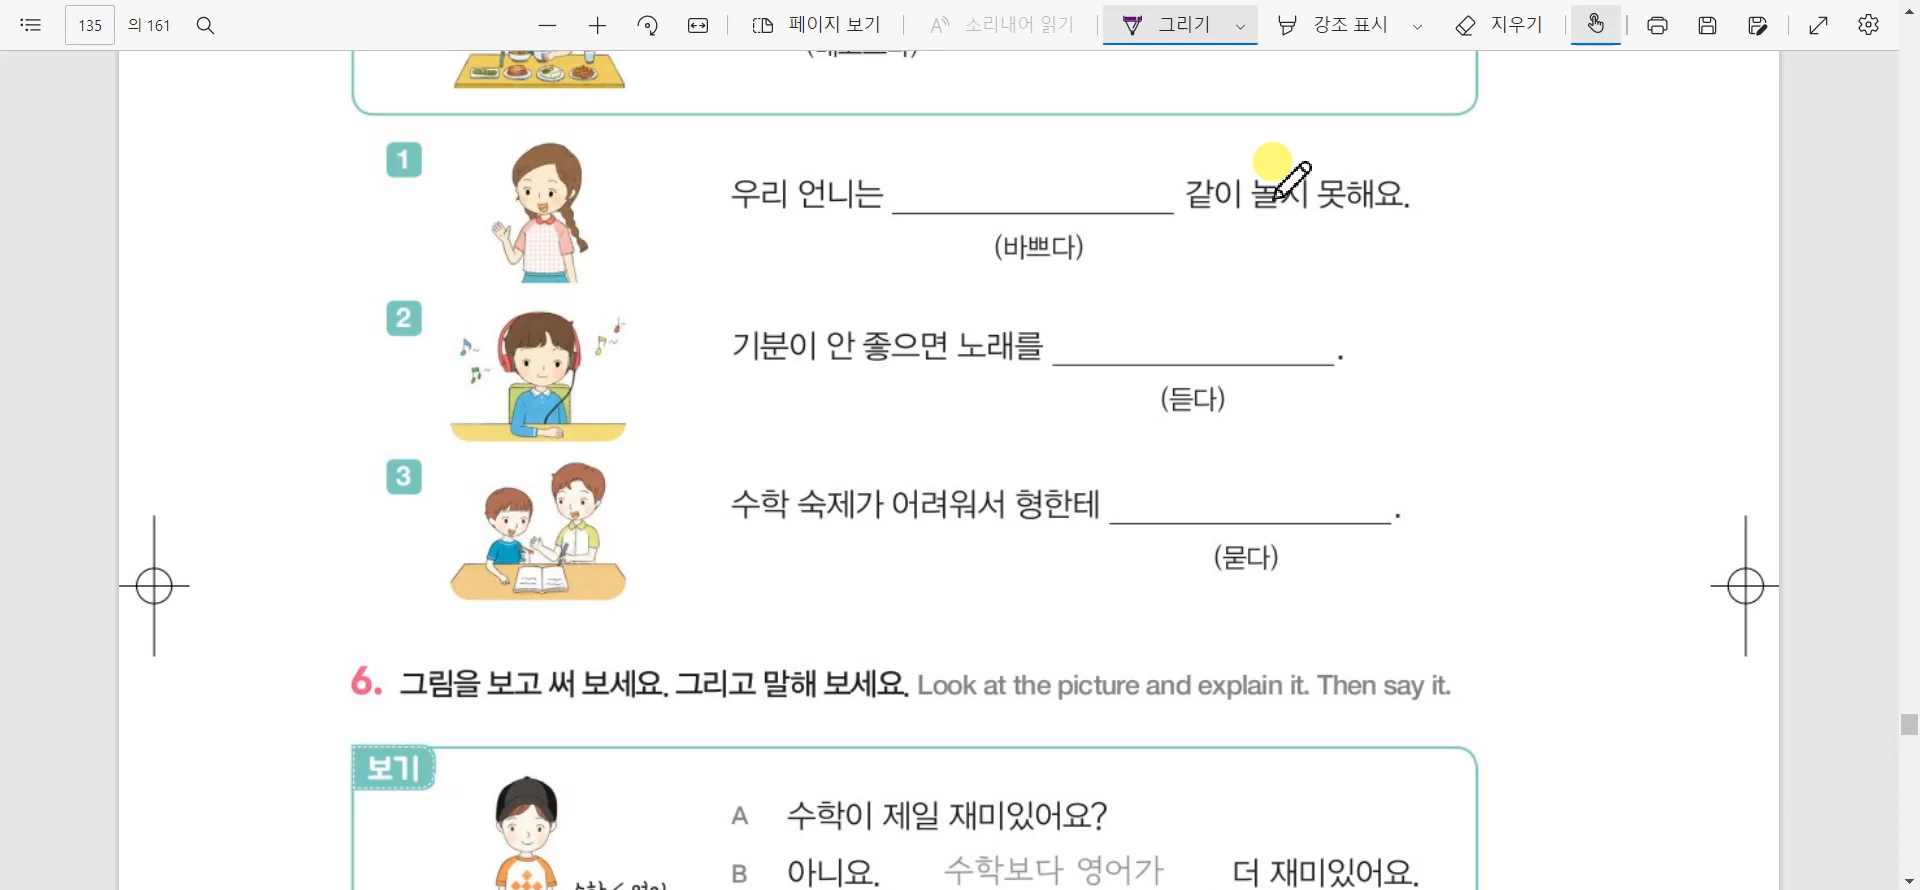 135 의 161 페이지 보기 소리내어 읽기 그리기 강조 표시 지우기
1
우리 언니는 ____________ 같이 놀지 못해요.
(바쁘다)
2
기분이 안 좋으면 노래를 ____________.
(듣다)
3
수학 숙제가 어려워서 형한테 ____________.
(묻다)
6. 그림을 보고 써 보세요. 그리고 말해 보세요. Look at the picture and explain it. Then say it.
보기
A 수학이 제일 재미있어요?
B 아니요. 수학보다 영어가 더 재미있어요.